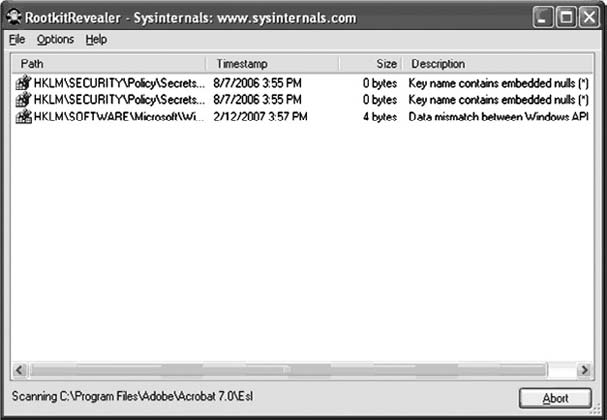 RootkitRevealer - Sysinternals: www.sysinternals.com
File Options Help
Path Timestamp Size Description
HKLM\SECURITY\Policy\Secrets... 8/7/2006 3:55 PM 0 bytes Key name contains embedded nulls (*)
HKLM\SECURITY\Policy\Secrets... 8/7/2006 3:55 PM 0 bytes Key name contains embedded nulls (*)
HKLM\SOFTWARE\Microsoft\Wi... 2/12/2007 3:57 PM 4 bytes Data mismatch between Windows API
Scanning C:\Program Files\Adobe\Acrobat 7.0\Esl
Abort